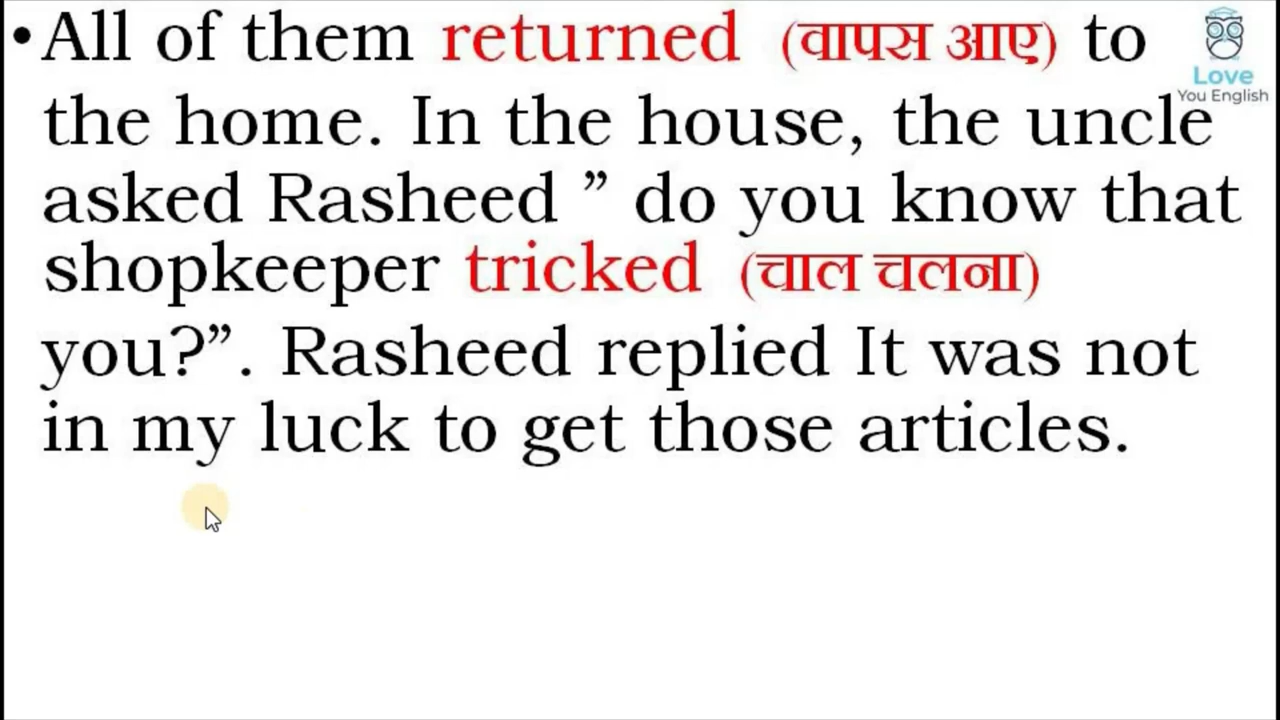 •All of them returned (वापस आए) to
the home. In the house, the uncle
asked Rasheed ” do you know that
shopkeeper tricked (चाल चलना)
you?”. Rasheed replied It was not
in my luck to get those articles.
Love
You English